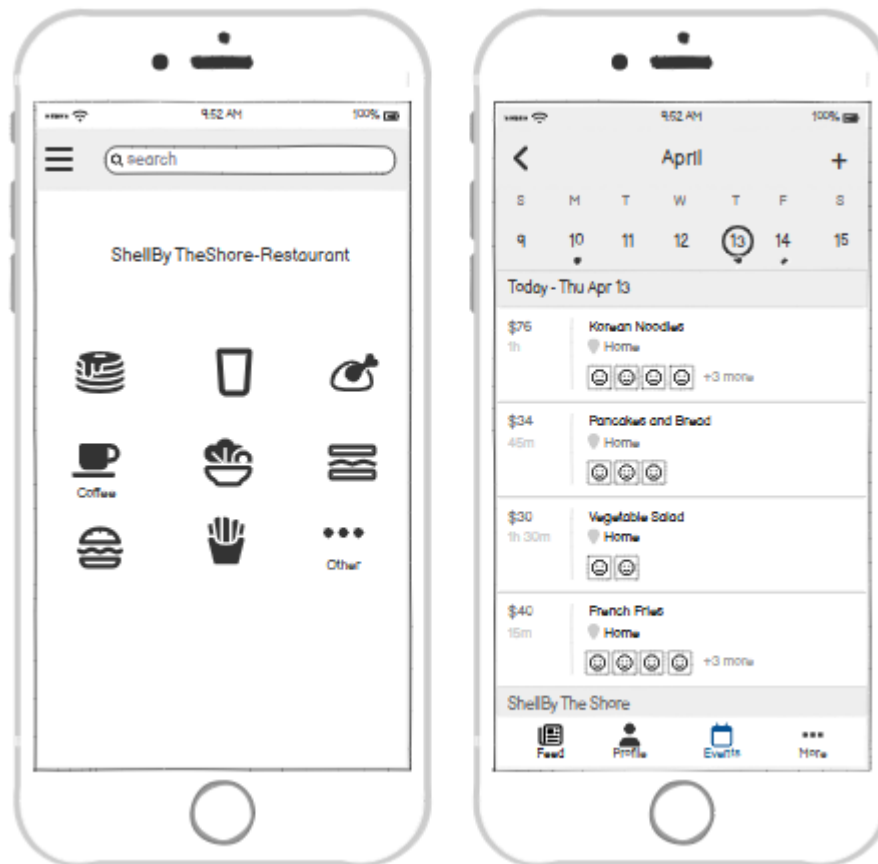 9:52 AM 100%
search
ShellBy TheShore-Restaurant
Coffee
Other
9:52 AM 100%
April +
S M T W T F S
9 10 11 12 13 14 15
Today - Thu Apr 13
$76 Korean Noodles
1h Home
+3 more
$34 Pancakes and Bread
45m Home
$30 Vegetable Salad
1h 30m Home
$40 French Fries
15m Home
+3 more
ShellBy The Shore
Feed Profile Events More